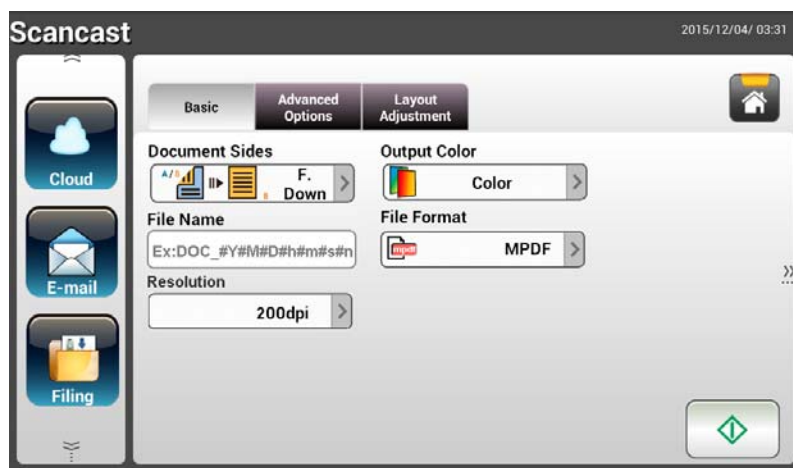 Scancast
2015/12/04/ 03:31
Cloud
E-mail
Filing
Basic
Advanced
Options
Layout
Adjustment
Document Sides
A/B
F.
Down
Output Color
Color
File Name
Ex:DOC_#Y#M#D#h#m#s#n
File Format
mpdf
MPDF
Resolution
200dpi